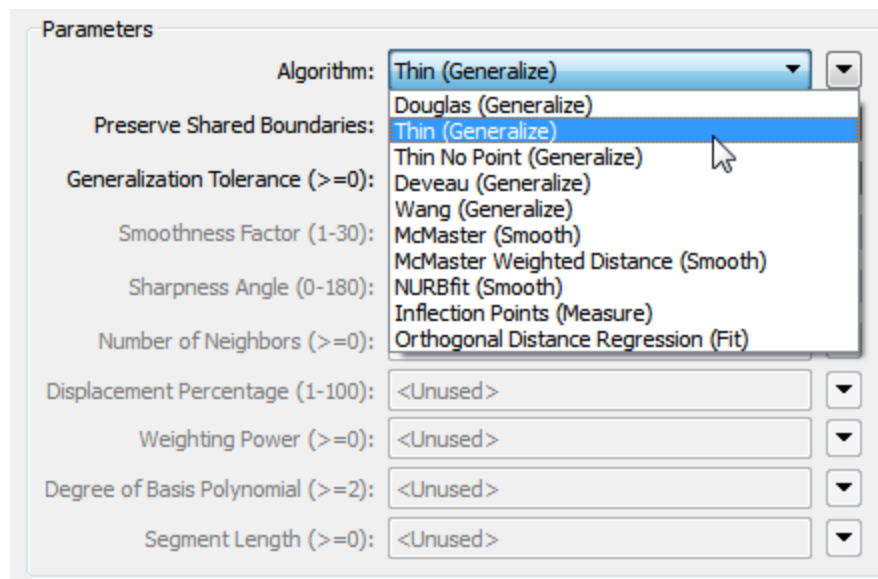 Parameters
Algorithm: Thin (Generalize)
Douglas (Generalize)
Preserve Shared Boundaries: Thin (Generalize)
Thin No Point (Generalize)
Generalization Tolerance (>=0): Deveau (Generalize)
Wang (Generalize)
Smoothness Factor (1-30): McMaster (Smooth)
McMaster Weighted Distance (Smooth)
Sharpness Angle (0-180): NURBfit (Smooth)
Inflection Points (Measure)
Number of Neighbors (>=0): Orthogonal Distance Regression (Fit)
Displacement Percentage (1-100): <Unused>
Weighting Power (>=0): <Unused>
Degree of Basis Polynomial (>=2): <Unused>
Segment Length (>=0): <Unused>